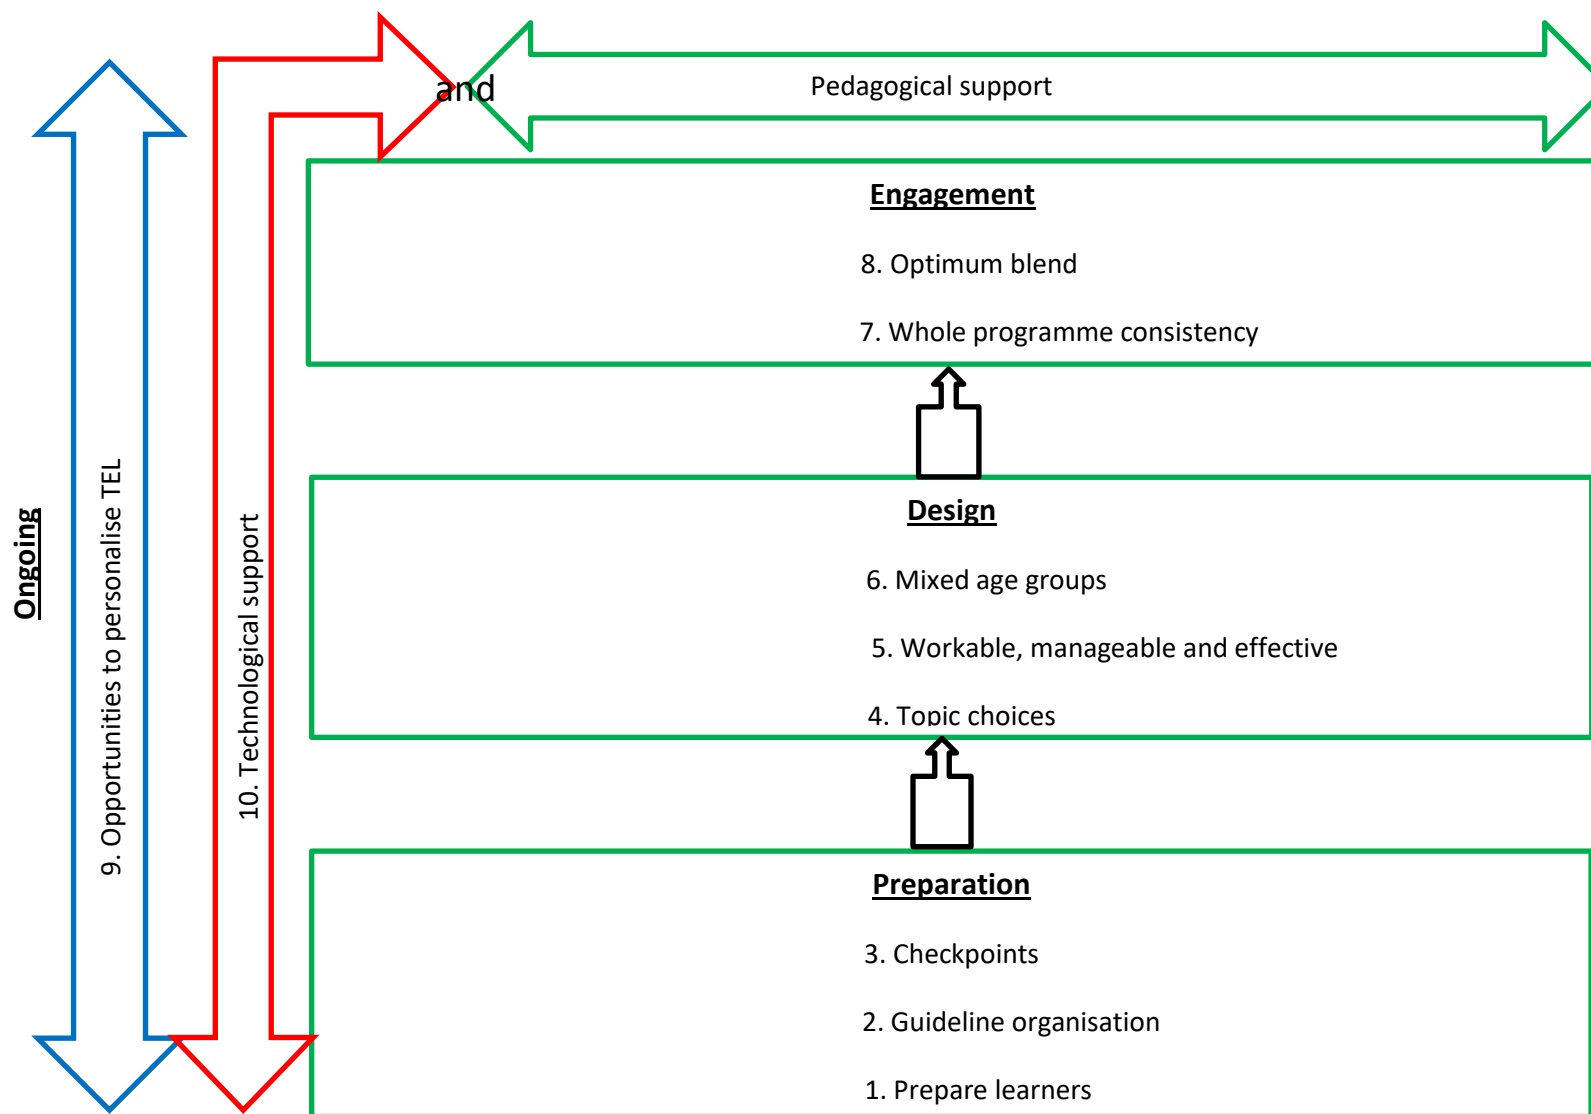 and
Pedagogical support
Engagement
8. Optimum blend
7. Whole programme consistency
Design
6. Mixed age groups
5. Workable, manageable and effective
4. Topic choices
Preparation
3. Checkpoints
2. Guideline organisation
1. Prepare learners
Ongoing
9. Opportunities to personalise TEL
10. Technological support